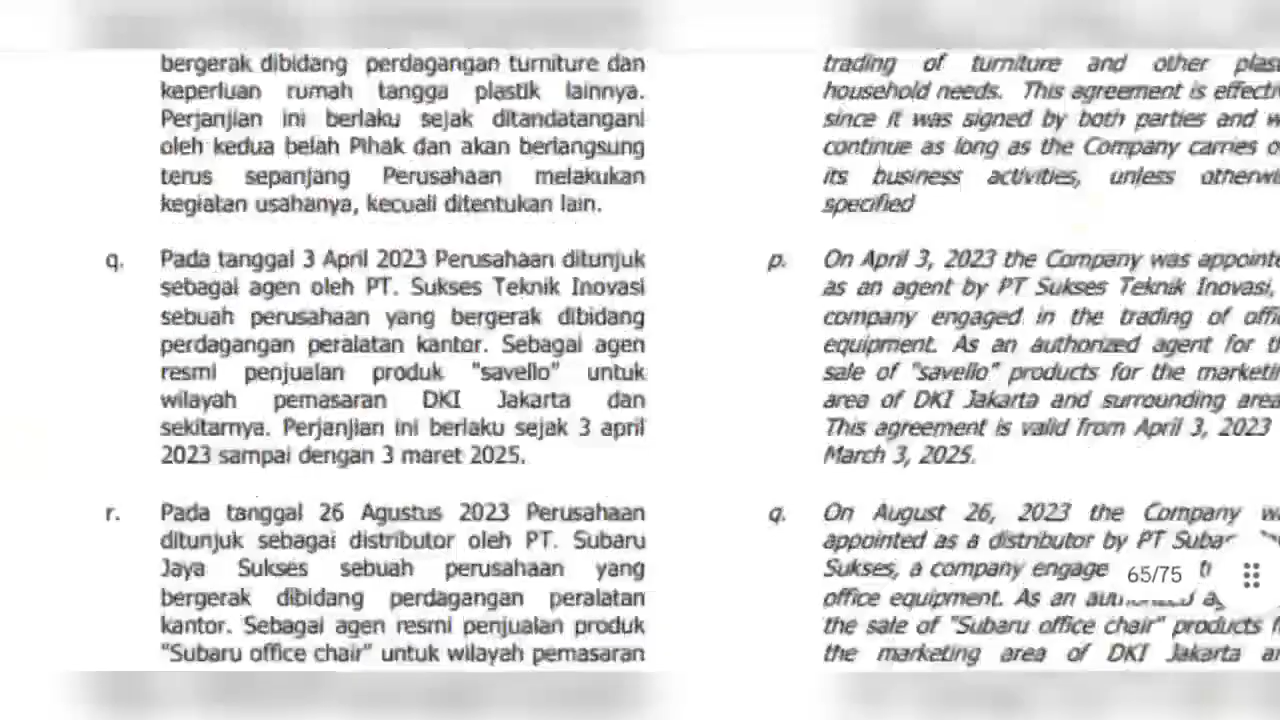 bergerak dibidang perdagangan furniture dan
keperluan rumah tangga plastik lainnya.
Perjanjian ini berlaku sejak ditandatangani
oleh kedua belah Pihak dan akan berlangsung
terus sepanjang Perusahaan melakukan
kegiatan usahanya, kecuali ditentukan lain.
q. Pada tanggal 3 April 2023 Perusahaan ditunjuk
sebagai agen oleh PT. Sukses Teknik Inovasi
sebuah perusahaan yang bergerak dibidang
perdagangan peralatan kantor. Sebagai agen
resmi penjualan produk "savello" untuk
wilayah pemasaran DKI Jakarta dan
sekitarnya. Perjanjian ini berlaku sejak 3 april
2023 sampai dengan 3 maret 2025.
r. Pada tanggal 26 Agustus 2023 Perusahaan
ditunjuk sebagai distributor oleh PT. Subaru
Jaya Sukses sebuah perusahaan yang
bergerak dibidang perdagangan peralatan
kantor. Sebagai agen resmi penjualan produk
"Subaru office chair" untuk wilayah pemasaran
trading of furniture and other plas
household needs. This agreement is effecti
since it was signed by both parties and w
continue as long as the Company carries o
its business activities, unless otherwi
specified
p. On April 3, 2023 the Company was appointe
as an agent by PT Sukses Teknik Inovasi,
company engaged in the trading of offi
equipment. As an authorized agent for th
sale of "savello" products for the marketin
area of DKI Jakarta and surrounding area
This agreement is valid from April 3, 2023
March 3, 2025.
q. On August 26, 2023 the Company w
appointed as a distributor by PT Subar
Sukses, a company engage
office equipment. As an
the sale of "Subaru office chair" products f
the marketing area of DKI Jakarta an
65/75